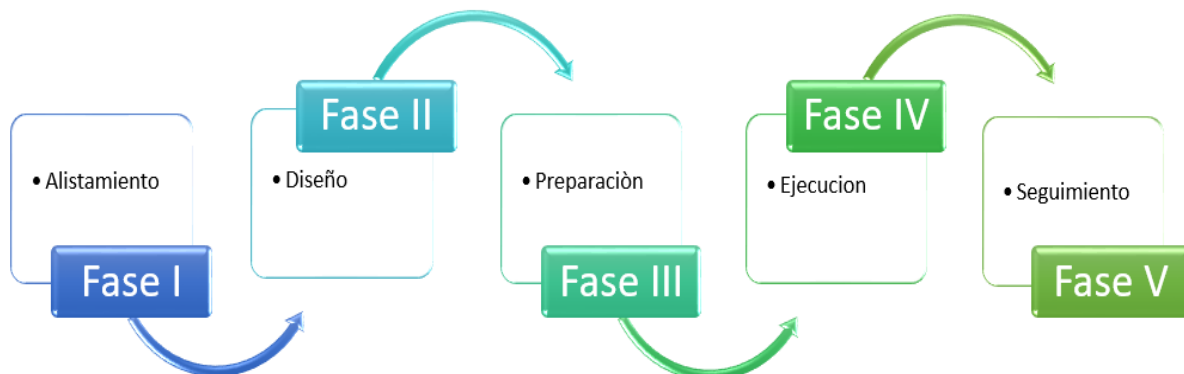 • Alistamiento
Fase I
Fase II
• Diseño
• Preparaciòn
Fase III
Fase IV
• Ejecucion
• Seguimiento
Fase V